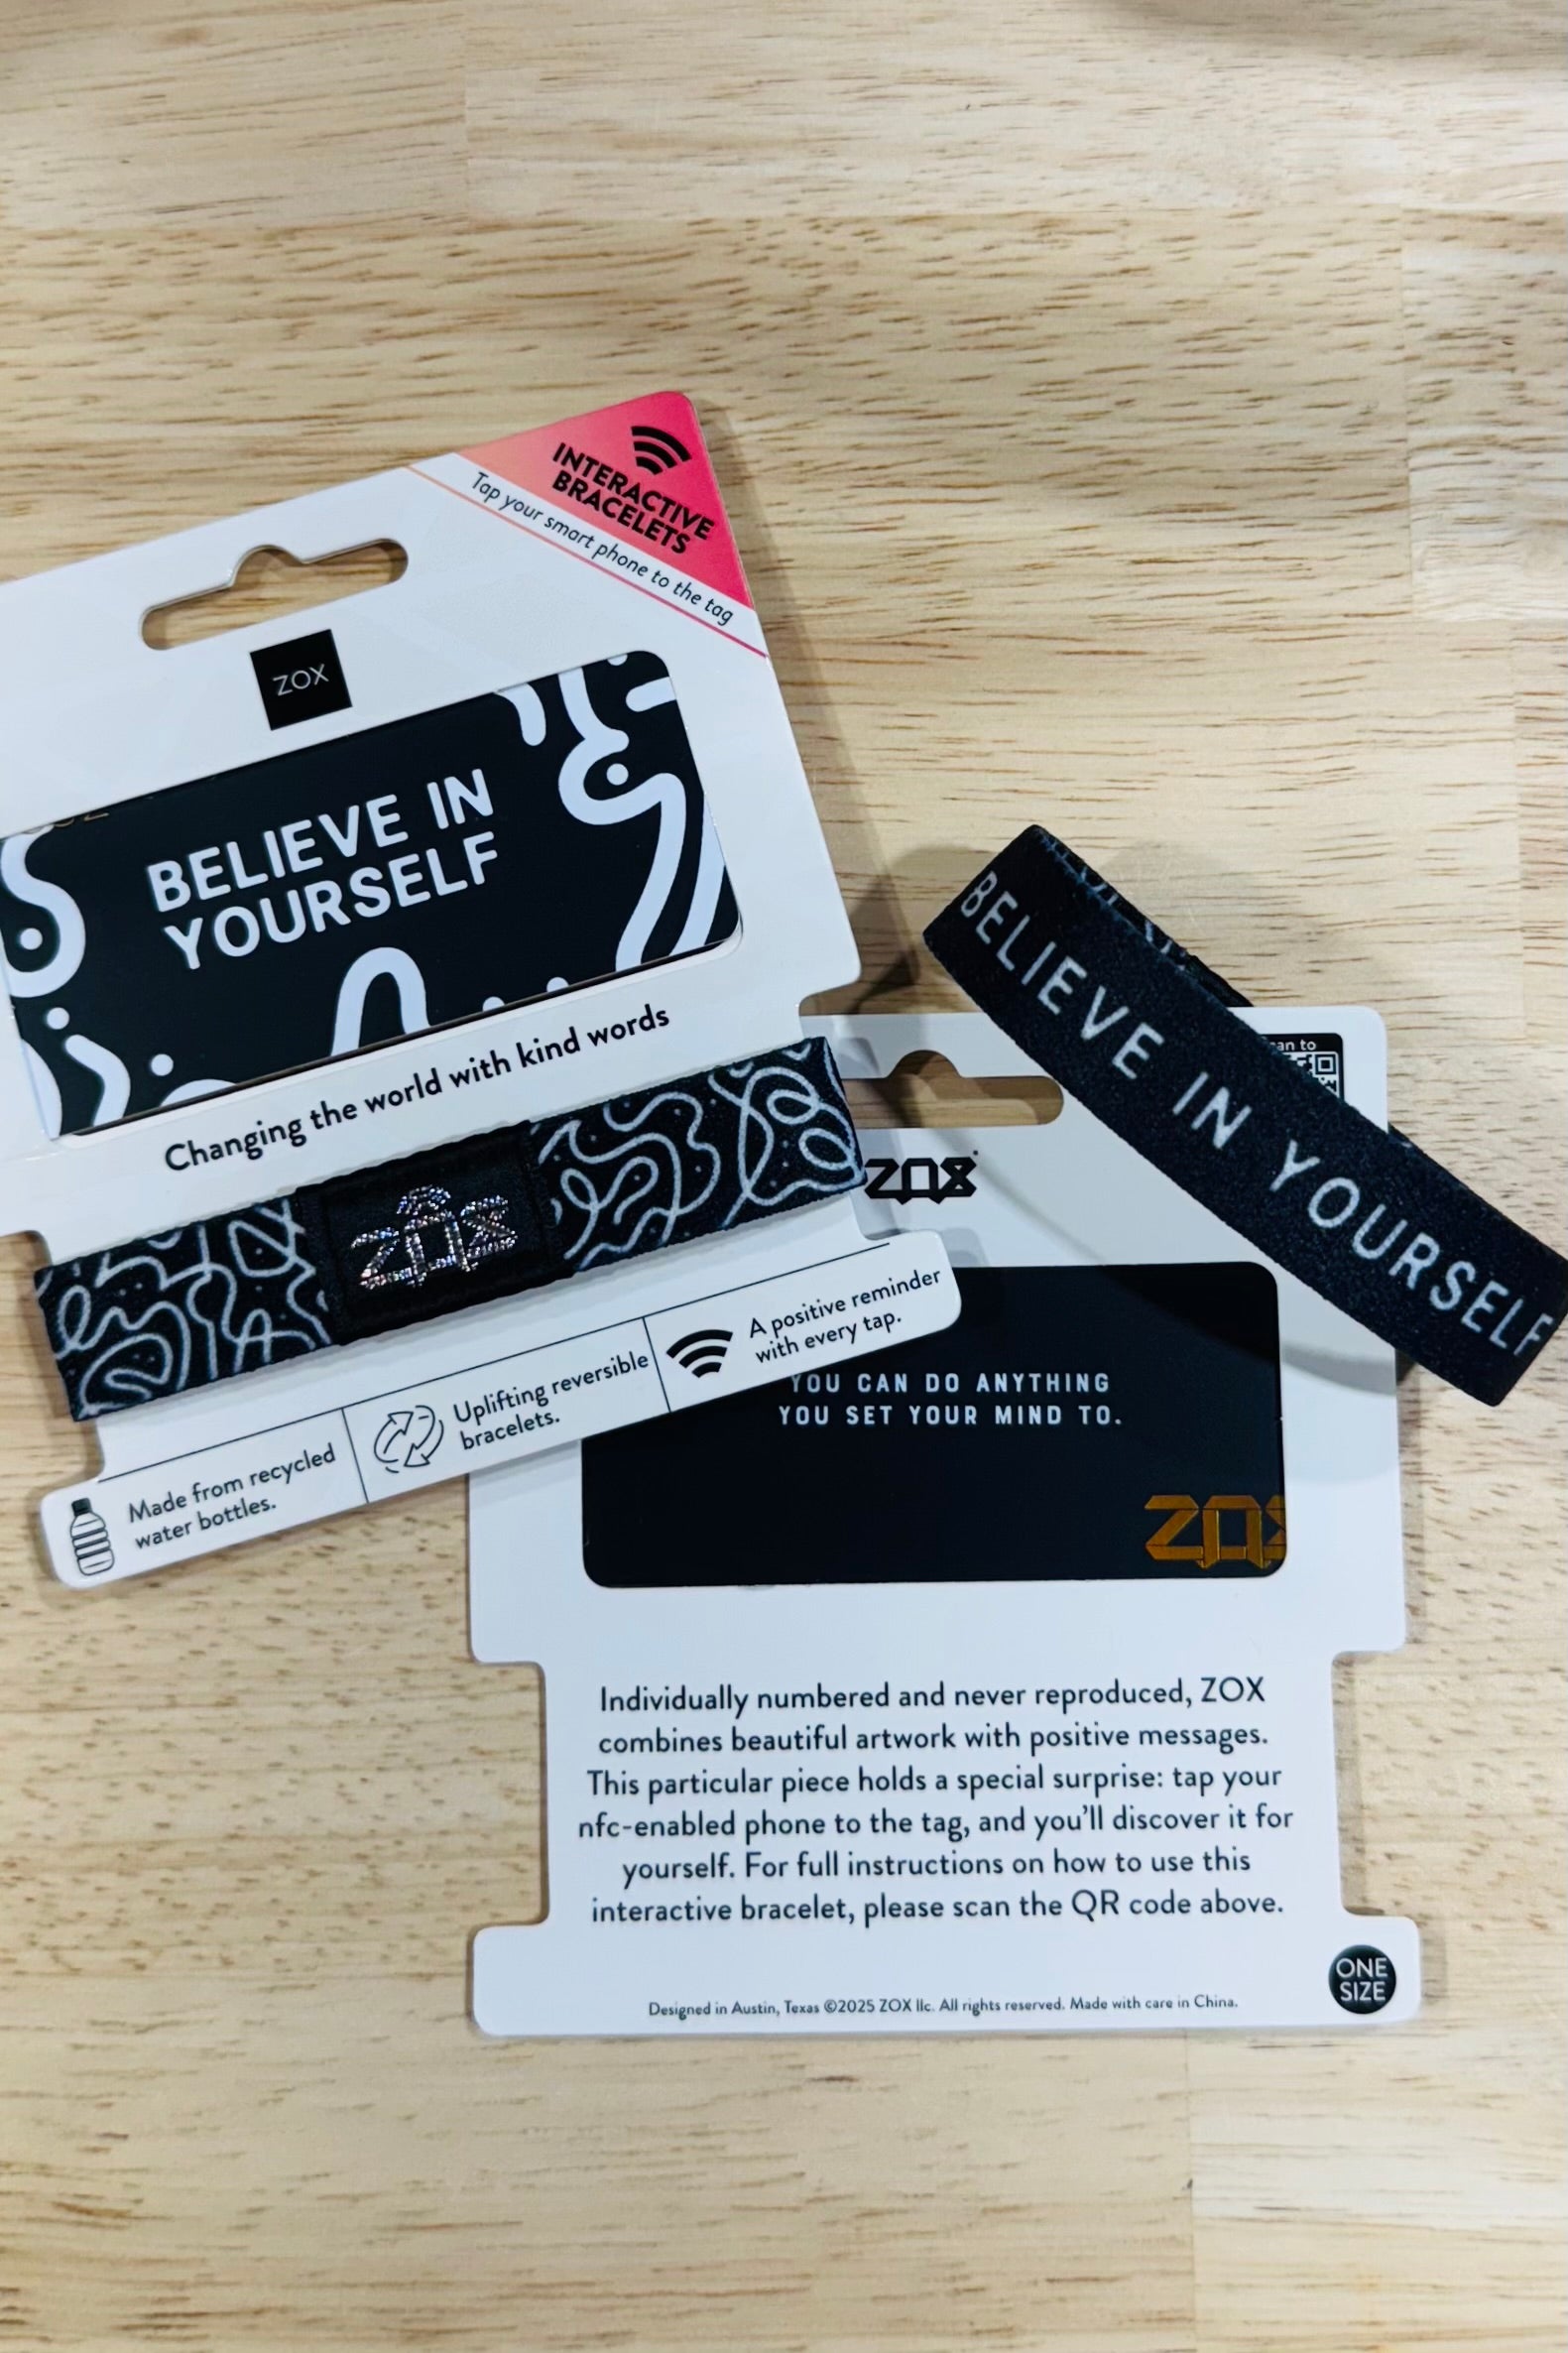 INTERACTIVE
BRACELETS
Tap your smart phone to the tag
ZOX
BELIEVE IN
YOURSELF
Changing the world with kind words
ZOX
Made from recycled
water bottles.
Uplifting reversible
bracelets.
A positive reminder
with every tap.
BELIEVE IN YOURSELF
to
ZOX
YOU CAN DO ANYTHING
YOU SET YOUR MIND TO.
ZOX
Individually numbered and never reproduced, ZOX
combines beautiful artwork with positive messages.
This particular piece holds a special surprise: tap your
nfc-enabled phone to the tag, and you'll discover it for
yourself. For full instructions on how to use this
interactive bracelet, please scan the QR code above.
ONE
SIZE
Designed in Austin, Texas ©2025 ZOX llc. All rights reserved. Made with care in China.